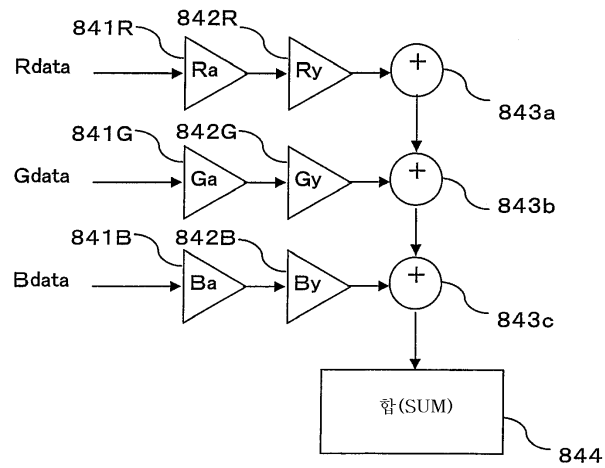 841R 842R
Rdata Ra Ry + 843a
841G 842G
Gdata Ga Gy + 843b
841B 842B
Bdata Ba By + 843c
합(SUM)
844